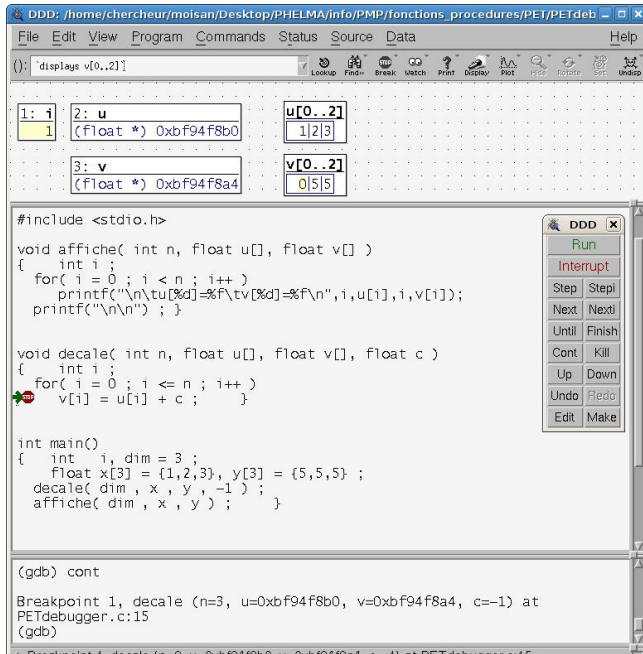 DDD: /home/chercheur/moisan/Desktop/PHELMA/info/PMP/fonctions_procedures/PET/PETdeb
File Edit View Program Commands Status Source Data Help
(): `displays v[0..2]`
Lookup Find» Break Watch Print Display Plot Hide Rotate Set Undisp
1: i 2: u u[0..2]
1 (float *) 0xbf94f8b0 1|2|3
3: v v[0..2]
(float *) 0xbf94f8a4 0|5|5
#include <stdio.h>
void affiche( int n, float u[], float v[] )
{ int i ;
for( i = 0 ; i < n ; i++ )
printf("\n\tu[%d]=%f\tv[%d]=%f\n",i,u[i],i,v[i]);
printf("\n\n") ; }
void decale( int n, float u[], float v[], float c )
{ int i ;
for( i = 0 ; i <= n ; i++ )
STOP v[i] = u[i] + c ; }
int main()
{ int i, dim = 3 ;
float x[3] = {1,2,3}, y[3] = {5,5,5} ;
decale( dim , x , y , -1 ) ;
affiche( dim , x , y ) ; }
DDD
Run
Interrupt
Step Stepi
Next Nexti
Until Finish
Cont Kill
Up Down
Undo Redo
Edit Make
(gdb) cont
Breakpoint 1, decale (n=3, u=0xbf94f8b0, v=0xbf94f8a4, c=-1) at
PETdebugger.c:15
(gdb)